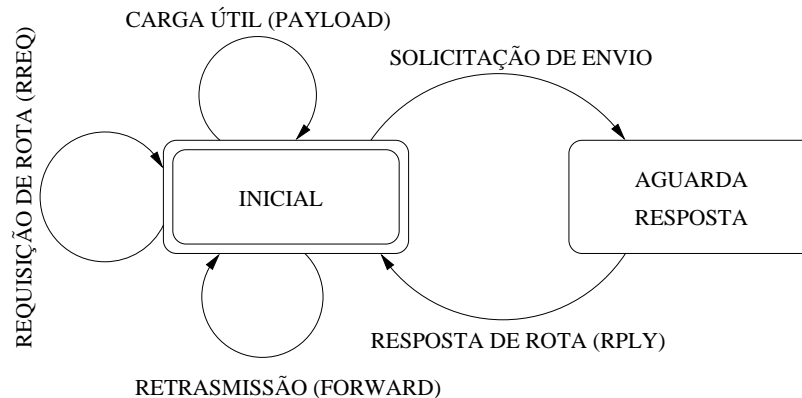 CARGA ÚTIL (PAYLOAD)
SOLICITAÇÃO DE ENVIO
REQUISIÇÃO DE ROTA (RREQ)
INICIAL
AGUARDA
RESPOSTA
RESPOSTA DE ROTA (RPLY)
RETRASMISSÃO (FORWARD)